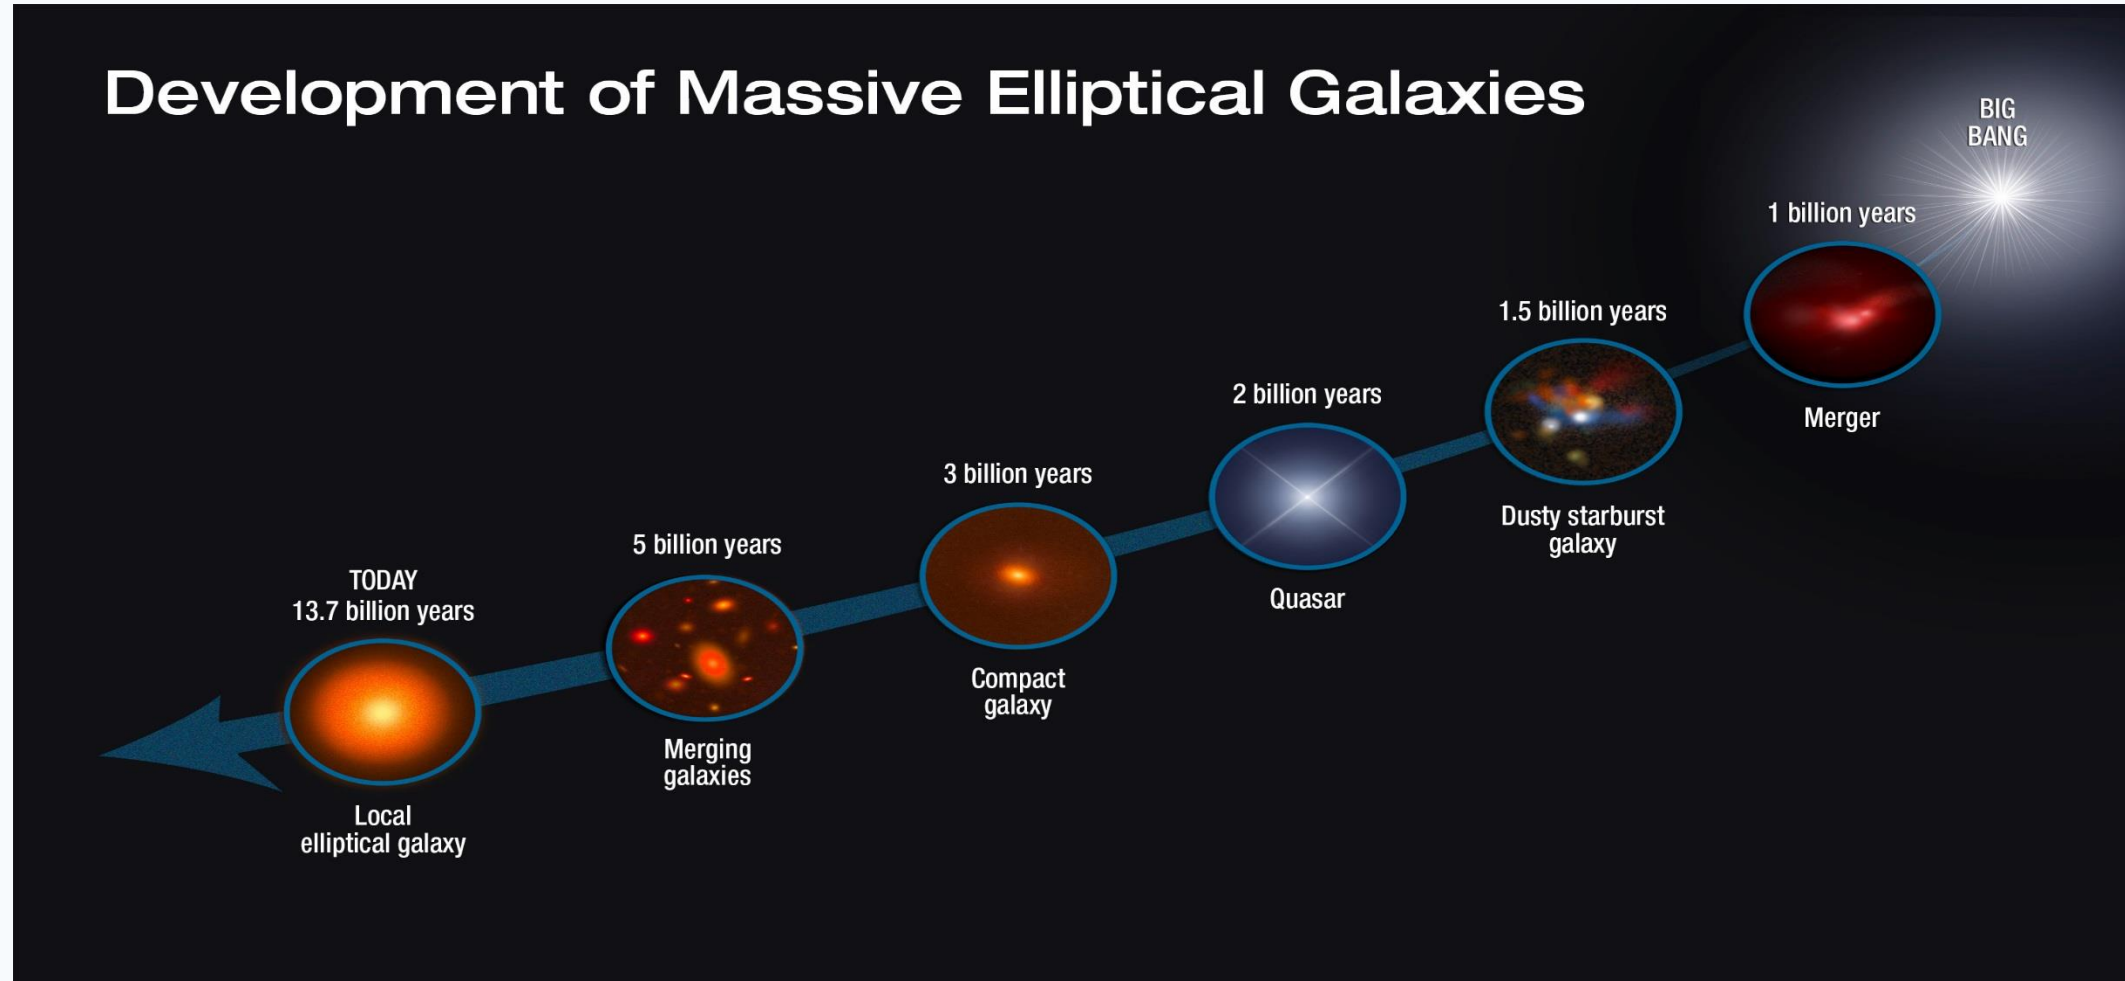 Development of Massive Elliptical Galaxies
BIG
BANG
1 billion years
Merger
1.5 billion years
Dusty starburst
galaxy
2 billion years
Quasar
3 billion years
Compact
galaxy
5 billion years
Merging
galaxies
TODAY
13.7 billion years
Local
elliptical galaxy